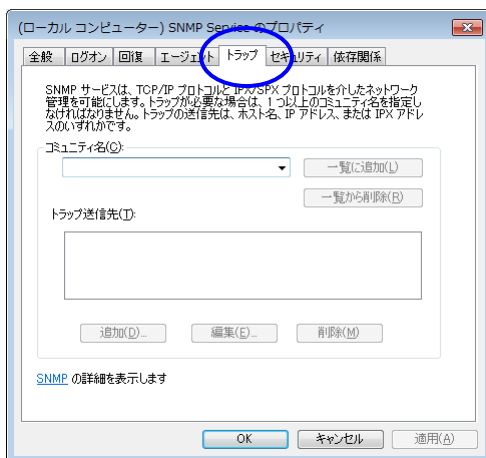 (ローカル コンピューター) SNMP Service のプロパティ
全般 ログオン 回復 エージェント トラップ セキュリティ 依存関係
SNMP サービスは、TCP/IP プロトコルと IPX/SPX プロトコルを介したネットワーク
管理を可能にします。トラップが必要な場合は、1 つ以上のコミュニティ名を指定し
なければなりません。トラップの送信先は、ホスト名、IP アドレス、または IPX アドレ
スのいずれかです。
コミュニティ名(C):
一覧に追加(L)
一覧から削除(R)
トラップ送信先(T):
追加(D)... 編集(E)... 削除(M)
SNMP の詳細を表示します
OK キャンセル 適用(A)